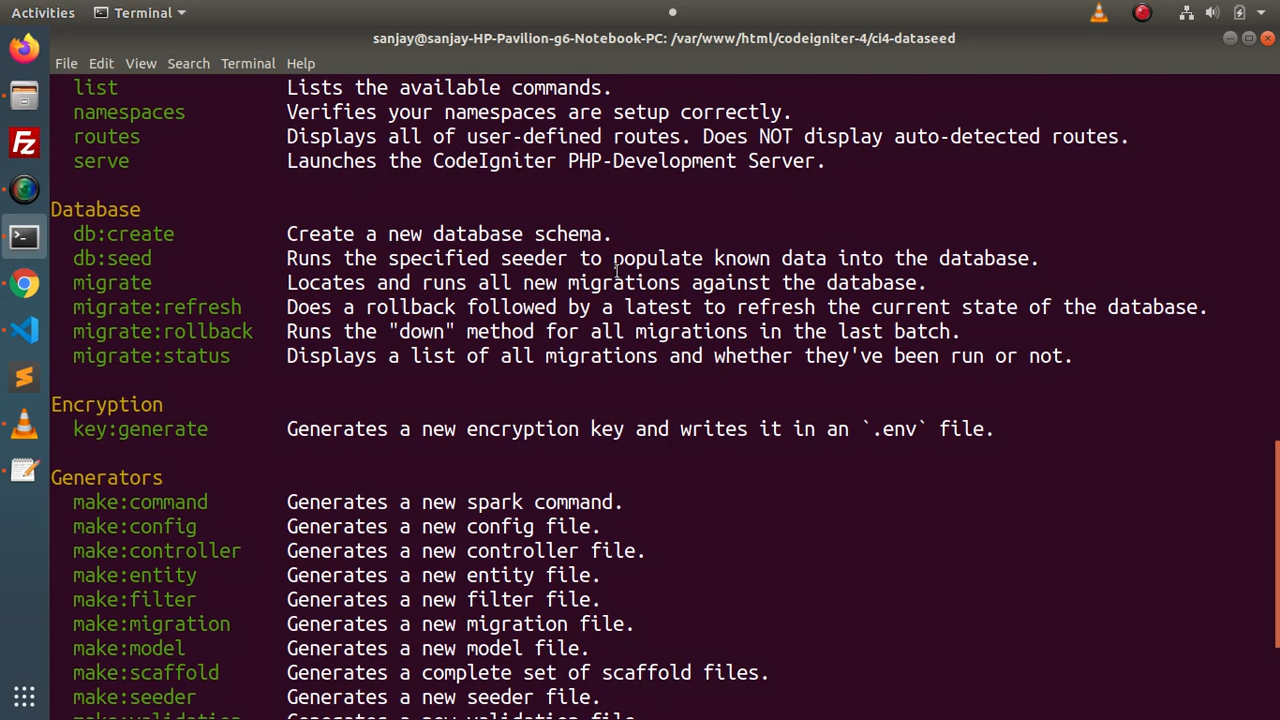 Activities Terminal
sanjay@sanjay-HP-Pavilion-g6-Notebook-PC: /var/www/html/codeigniter-4/ci4-dataseed
File Edit View Search Terminal Help
list Lists the available commands.
namespaces Verifies your namespaces are setup correctly.
routes Displays all of user-defined routes. Does NOT display auto-detected routes.
serve Launches the CodeIgniter PHP-Development Server.
Database
db:create Create a new database schema.
db:seed Runs the specified seeder to populate known data into the database.
migrate Locates and runs all new migrations against the database.
migrate:refresh Does a rollback followed by a latest to refresh the current state of the database.
migrate:rollback Runs the "down" method for all migrations in the last batch.
migrate:status Displays a list of all migrations and whether they've been run or not.
Encryption
key:generate Generates a new encryption key and writes it in an `.env` file.
Generators
make:command Generates a new spark command.
make:config Generates a new config file.
make:controller Generates a new controller file.
make:entity Generates a new entity file.
make:filter Generates a new filter file.
make:migration Generates a new migration file.
make:model Generates a new model file.
make:scaffold Generates a complete set of scaffold files.
make:seeder Generates a new seeder file.
make:validation Generates a new validation file.